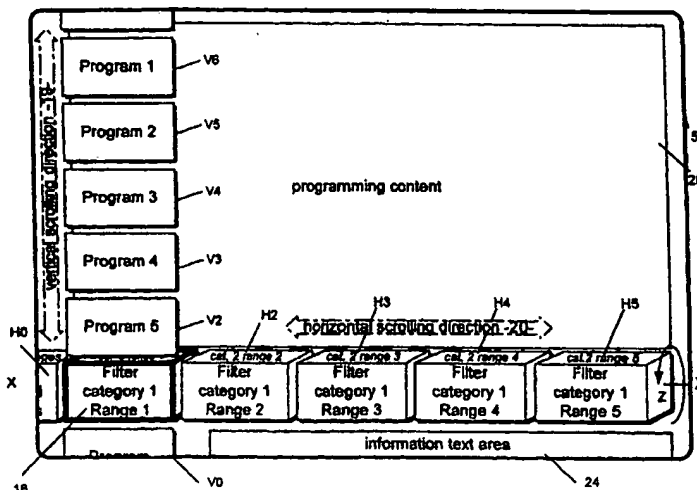 Program 1
V6
Program 2
V5
5
28
vertical scrolling direction -19-
Program 3
V4
programming content
Program 4
V3
Program 5
V2
H2
H3
H4
H5
H0
horizontal scrolling direction -20-
cat. 2 range 2
cat. 2 range 3
cat. 2 range 4
cat. 2 range 5
X
Filter
category 1
Range 1
Filter
category 1
Range 2
Filter
category 1
Range 3
Filter
category 1
Range 4
Filter
category 1
Range 5
Z
Program
V0
information text area
18
24